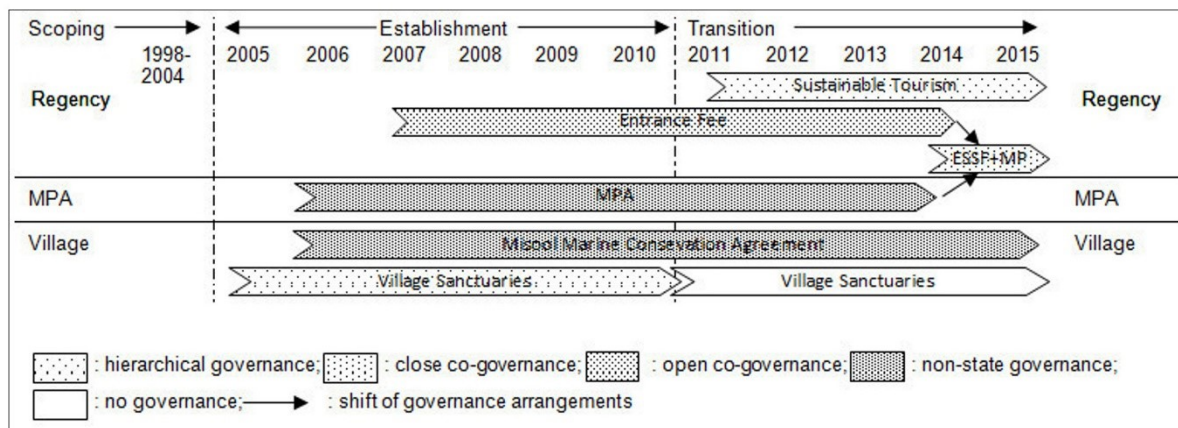 Scoping Establishment Transition
1998-
2004
2005 2006 2007 2008 2009 2010 2011 2012 2013 2014 2015
Regency
Sustainable Tourism
Regency
Entrance Fee
ESSF+MP
MPA
MPA
MPA
Village
Misool Marine Consevation Agreement
Village
Village Sanctuaries
Village Sanctuaries
: hierarchical governance; : close co-governance; : open co-governance; : non-state governance;
: no governance; : shift of governance arrangements